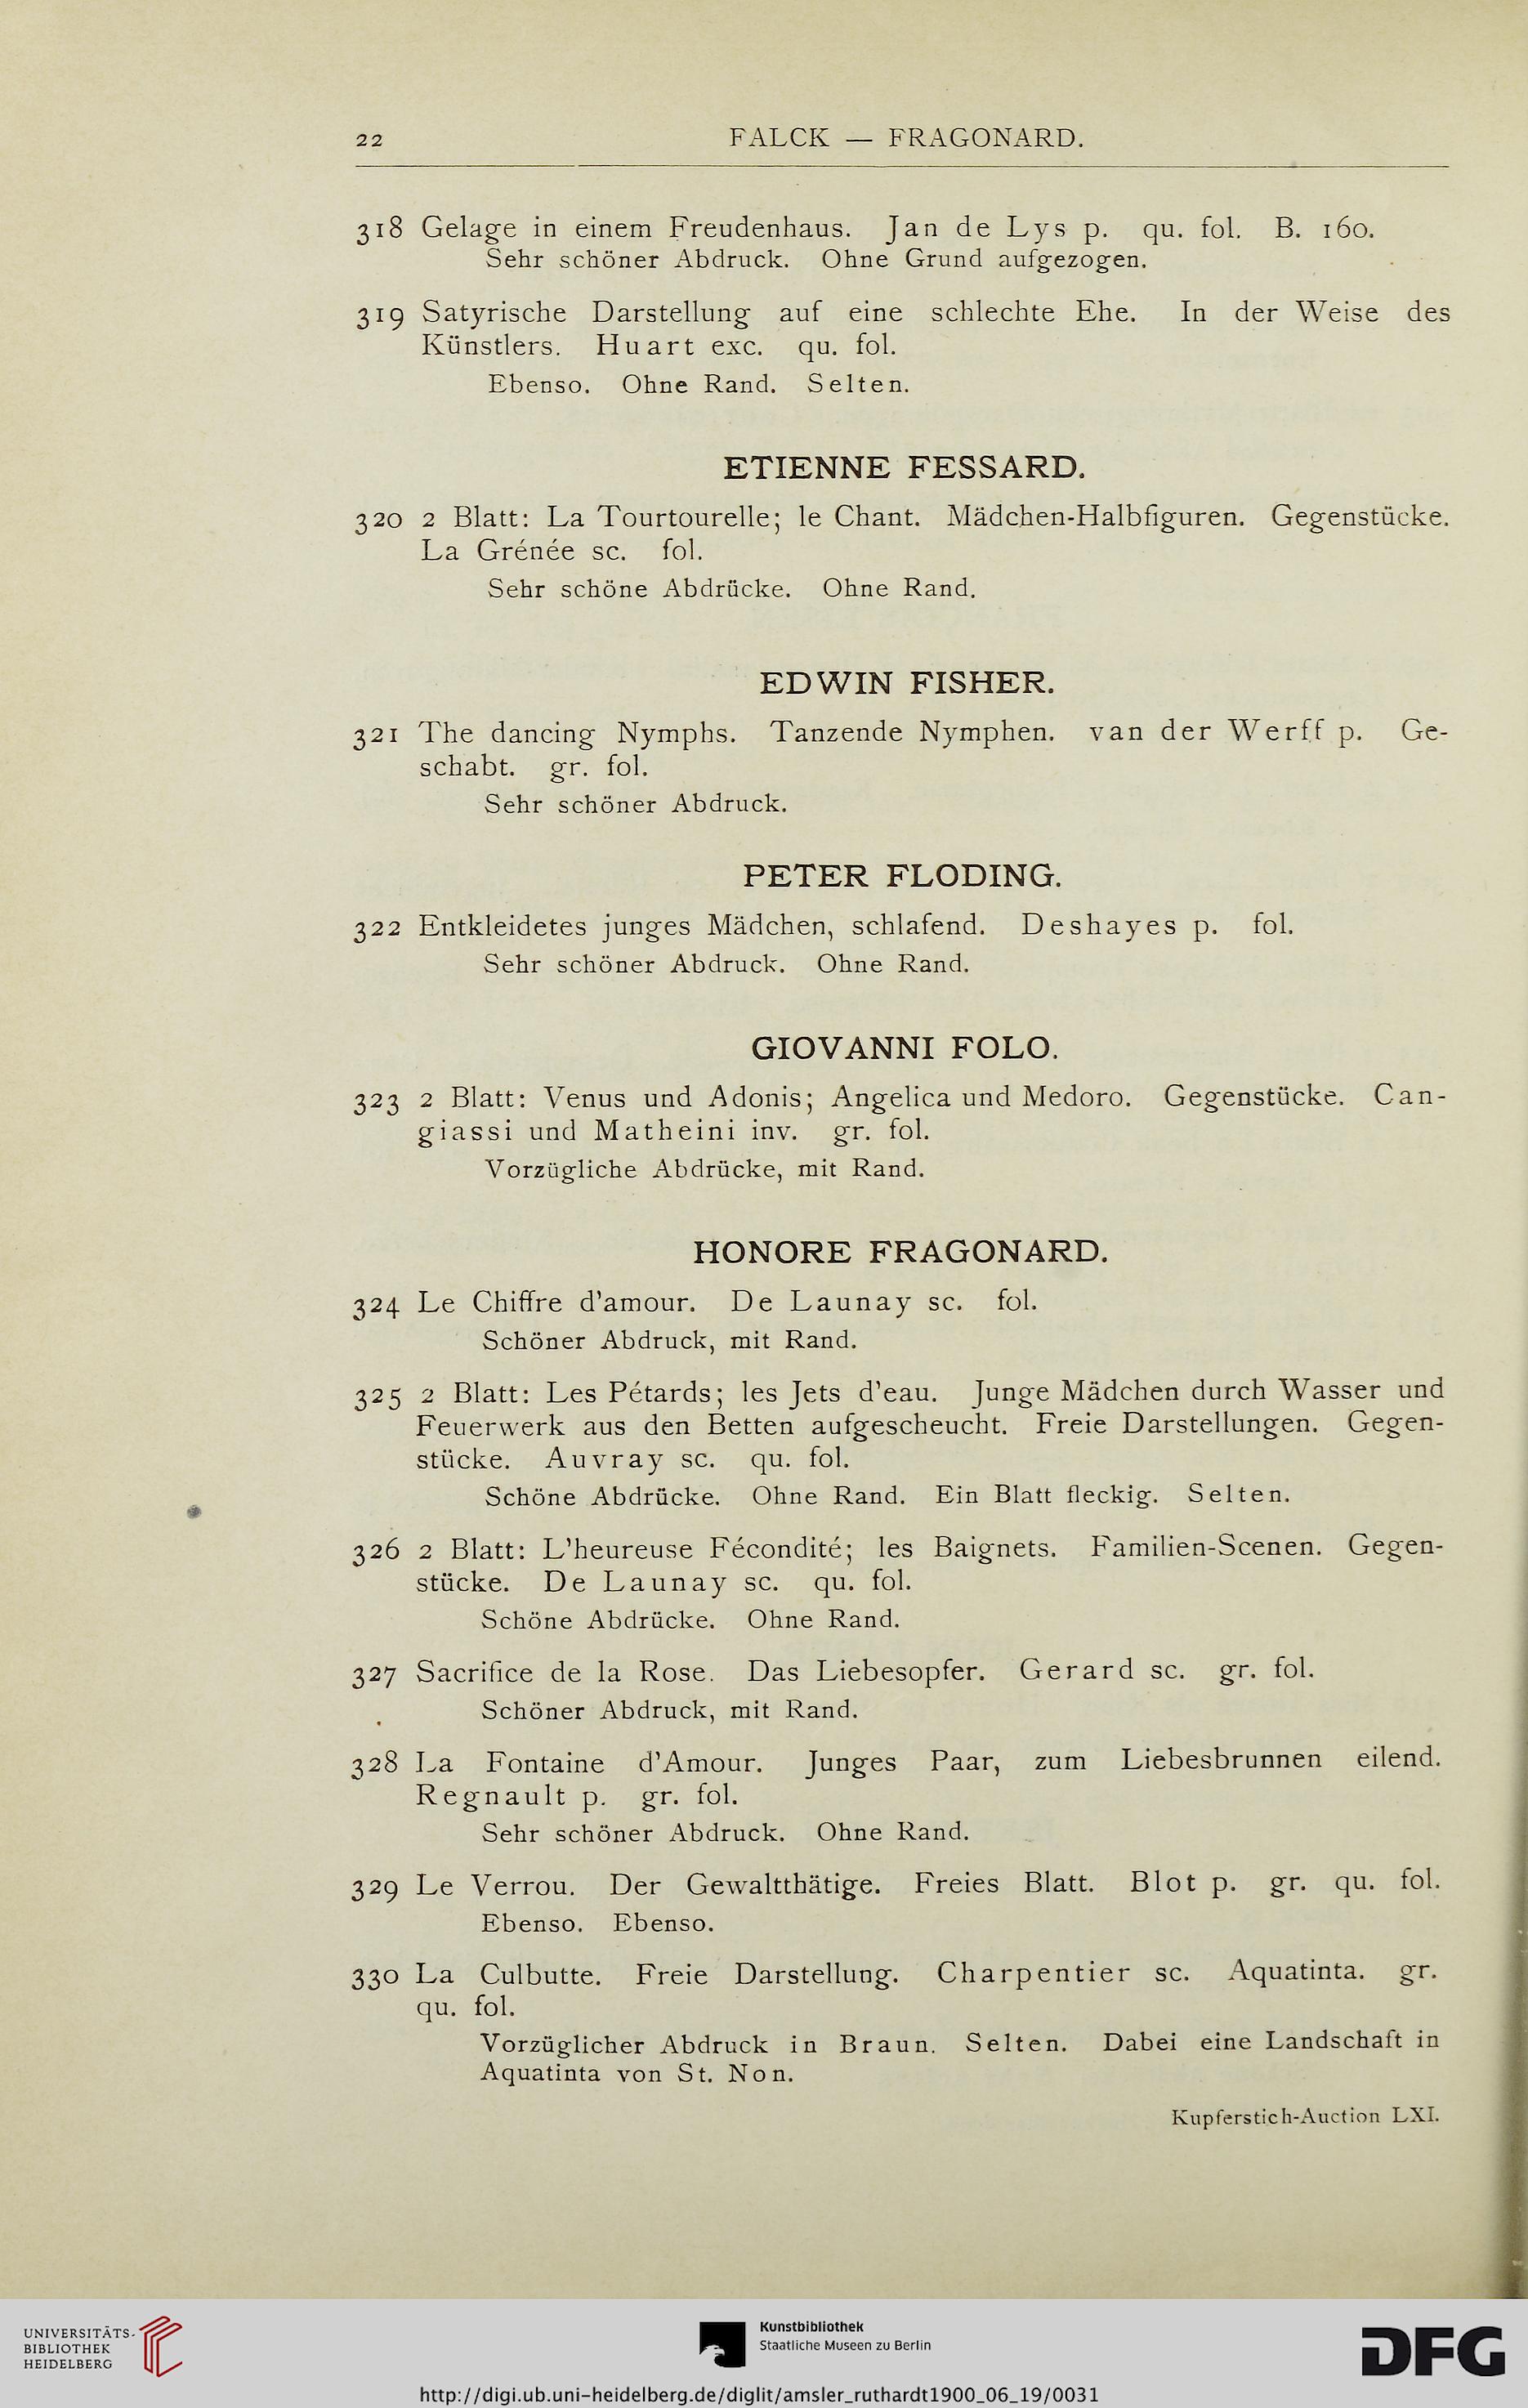 22 FALCK — FRAGONARD.
318 Gelage in einem Freudenhaus. Jan de Lys p. qu. fol. B. 160.
Sehr schöner Abdruck. Ohne Grund aufgezogen.
319 Satyrische Darstellung auf eine schlechte Ehe. In der Weise des
Künstlers. Huart exc. qu. fol.
Ebenso. Ohne Rand. Selten.
ETIENNE FESSARD.
320 2 Blatt: La Tourtourelle; le Chant. Mädchen-Halbfiguren. Gegenstücke.
La Grénée sc. fol.
Sehr schöne Abdrücke. Ohne Rand.
EDWIN FISHER.
321 The dancing Nymphs. Tanzende Nymphen. van der Werff p. Ge-
schabt. gr. fol.
Sehr schöner Abdruck.
PETER FLODING.
322 Entkleidetes junges Mädchen, schlafend. Deshayes p. fol.
Sehr schöner Abdruck. Ohne Rand.
GIOVANNI FOLO.
323 2 Blatt: Venus und Adonis; Angelica und Medoro. Gegenstücke. Can-
giassi und Matheini inv. gr. fol.
Vorzügliche Abdrücke, mit Rand.
HONORE FRAGONARD.
324 Le Chiffre d'amour. De Launay sc. fol.
Schöner Abdruck, mit Rand.
325 2 Blatt: Les Pétards; les Jets d'eau. Junge Mädchen durch Wasser und
Feuerwerk aus den Betten aufgescheucht. Freie Darstellungen. Gegen-
stücke. Auvray sc. qu. fol.
Schöne Abdrücke. Ohne Rand. Ein Blatt fleckig. Selten.
326 2 Blatt: L'heureuse Fécondité; les Baignets. Familien-Scenen. Gegen-
stücke. De Launay sc. qu. fol.
Schöne Abdrücke. Ohne Rand.
327 Sacrifice de la Rose. Das Liebesopfer. Gerard sc. gr. fol.
Schöner Abdruck, mit Rand.
328 La Fontaine d'Amour. Junges Paar, zum Liebesbrunnen eilend.
Regnault p. gr. fol.
Sehr schöner Abdruck. Ohne Rand.
329 Le Verrou. Der Gewaltthätige. Freies Blatt. Blot p. gr. qu. fol.
Ebenso. Ebenso.
330 La Culbutte. Freie Darstellung. Charpentier sc. Aquatinta. gr.
qu. fol.
Vorzüglicher Abdruck in Braun. Selten. Dabei eine Landschaft in
Aquatinta von St. Non.
Kupferstich-Auction LXI.
UNIVERSITÄTS-
BIBLIOTHEK
HEIDELBERG
Kunstbibliothek
Staatliche Museen zu Berlin
DFG
http://digi.ub.uni-heidelberg.de/diglit/amsler_ruthardt1900_06_19/0031